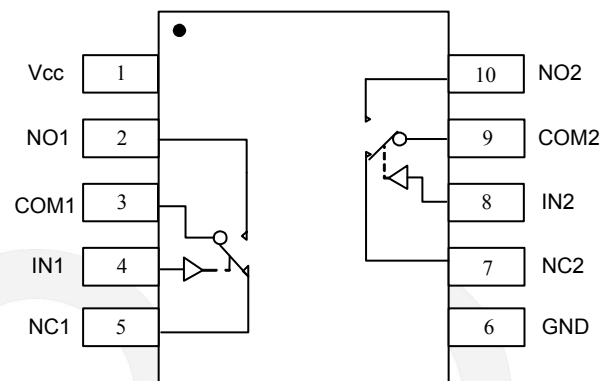 Vcc 1 10 NO2
NO1 2 9 COM2
COM1 3 8 IN2
IN1 4 7 NC2
NC1 5 6 GND